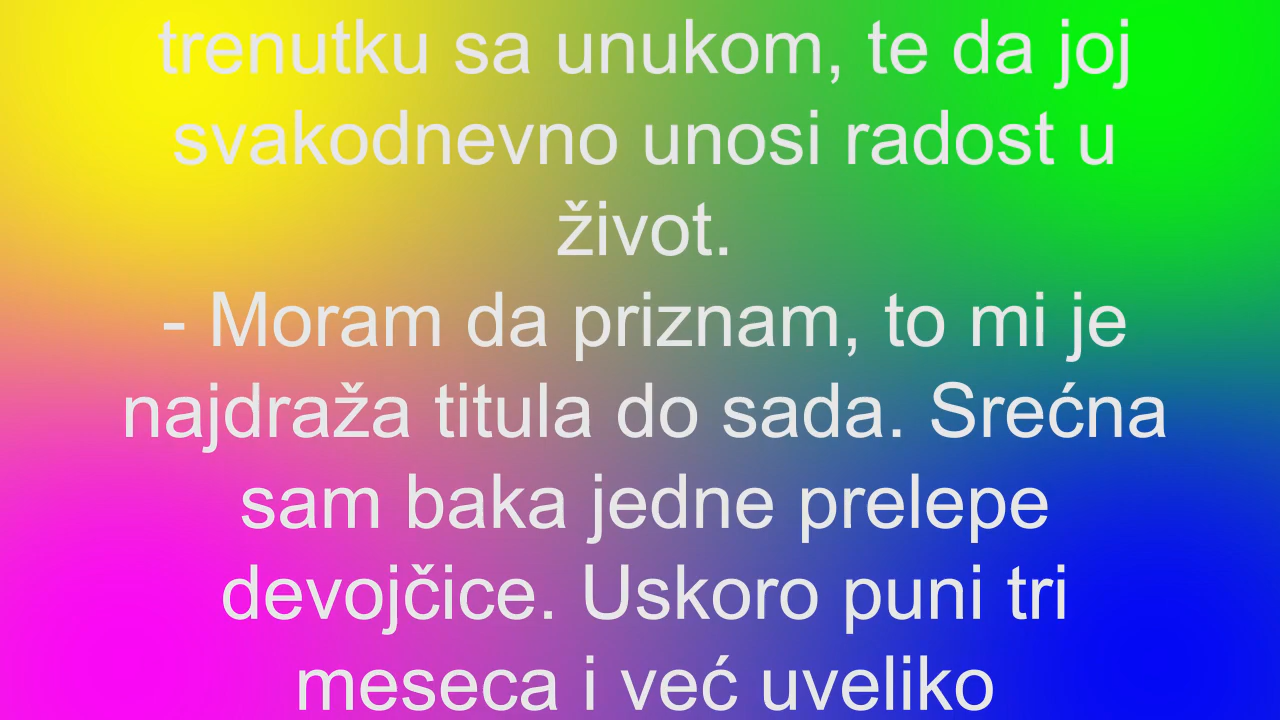 trenutku sa unukom, te da joj
svakodnevno unosi radost u
život.
- Moram da priznam, to mi je
najdraža titula do sada. Srećna
sam baka jedne prelepe
devojčice. Uskoro puni tri
meseca i već uveliko